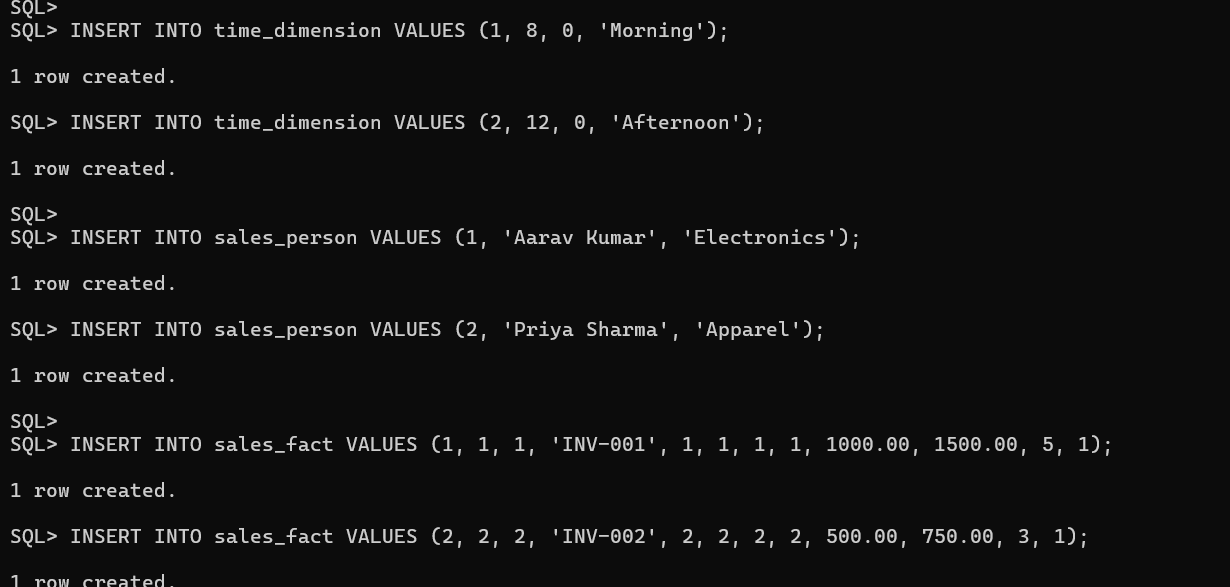 SQL>
SQL> INSERT INTO time_dimension VALUES (1, 8, 0, 'Morning');
1 row created.
SQL> INSERT INTO time_dimension VALUES (2, 12, 0, 'Afternoon');
1 row created.
SQL>
SQL> INSERT INTO sales_person VALUES (1, 'Aarav Kumar', 'Electronics');
1 row created.
SQL> INSERT INTO sales_person VALUES (2, 'Priya Sharma', 'Apparel');
1 row created.
SQL>
SQL> INSERT INTO sales_fact VALUES (1, 1, 1, 'INV-001', 1, 1, 1, 1, 1000.00, 1500.00, 5, 1);
1 row created.
SQL> INSERT INTO sales_fact VALUES (2, 2, 2, 'INV-002', 2, 2, 2, 2, 500.00, 750.00, 3, 1);
1 row created.